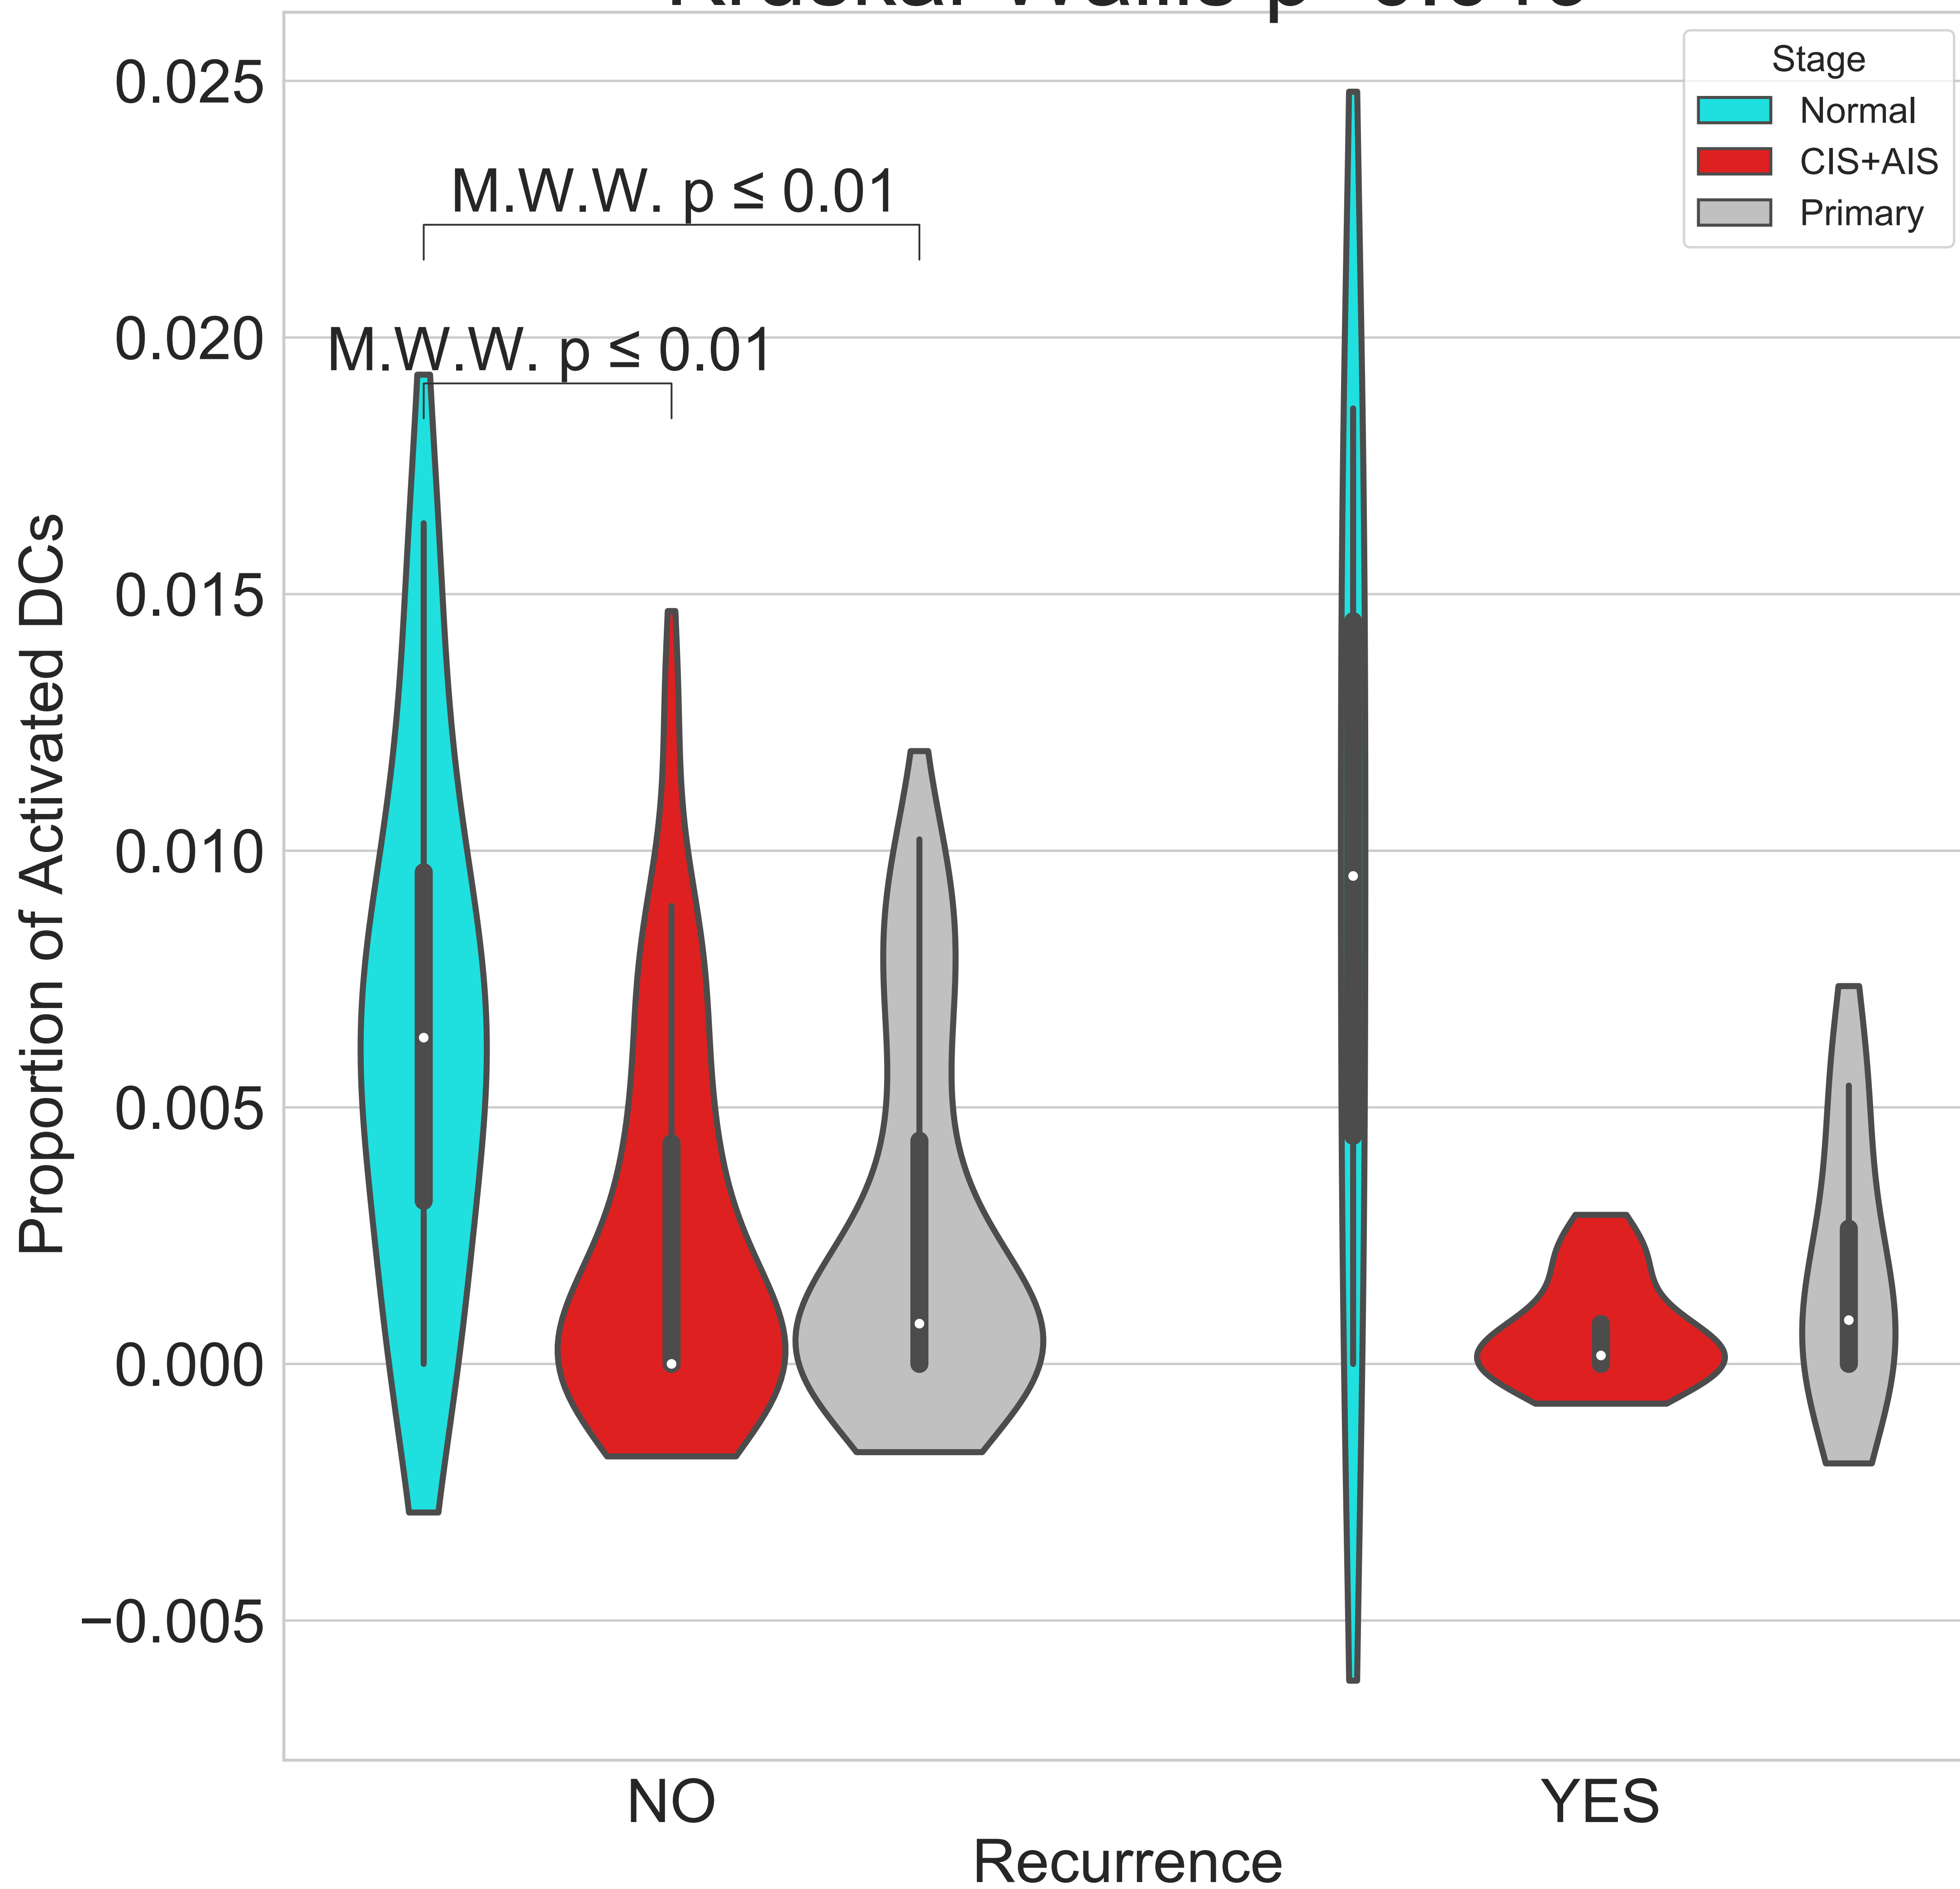 Stage
Normal
CIS+AIS
Primary
0.025
0.020
0.015
0.010
0.005
0.000
−0.005
Proportion of Activated DCs
M.W.W. p ≤ 0.01
M.W.W. p ≤ 0.01
NO
YES
Recurrence